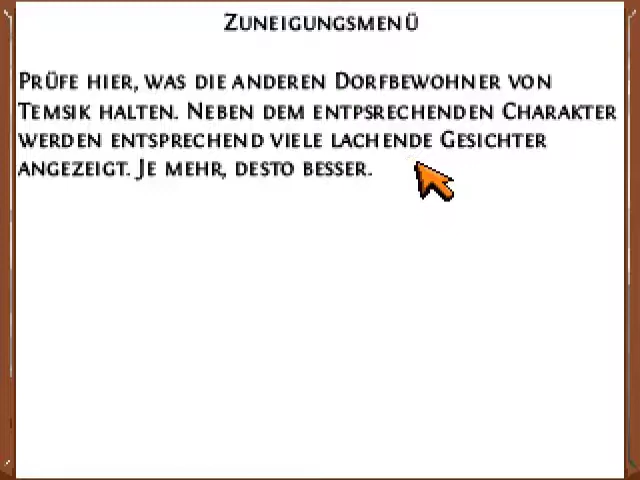 Zuneigungsmenü
Prüfe hier, was die anderen Dorfbewohner von
Temsik halten. Neben dem entpsrechenden Charakter
werden entsprechend viele lachende Gesichter
angezeigt. Je mehr, desto besser.